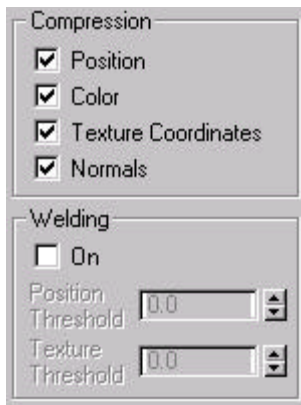 Compression
Position
Color
Texture Coordinates
Normals
Welding
On
Position
Threshold
0.0
Texture
Threshold
0.0